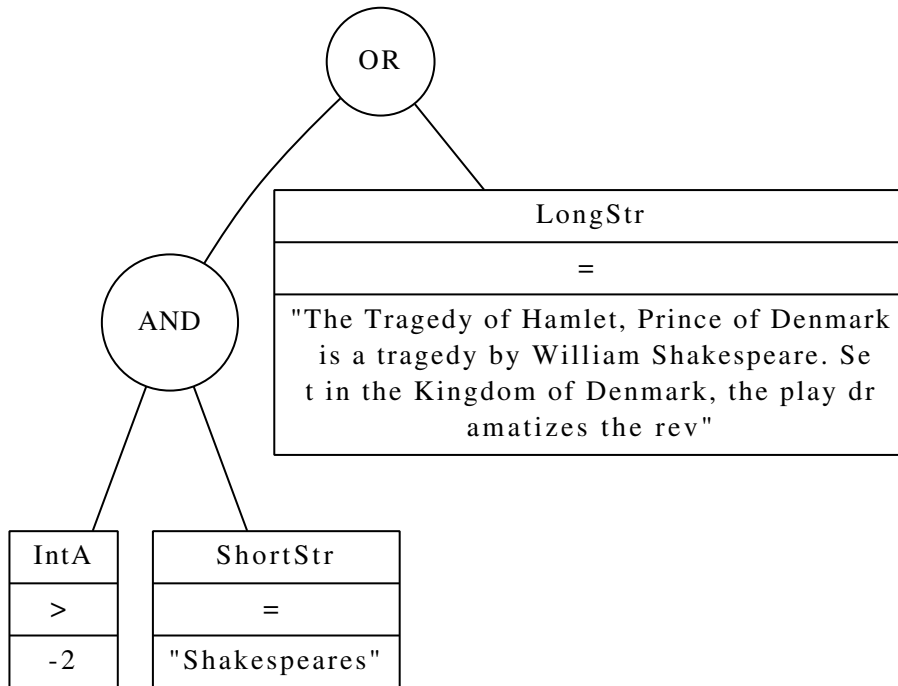 OR
LongStr
=
"The Tragedy of Hamlet, Prince of Denmark
is a tragedy by William Shakespeare. Se
t in the Kingdom of Denmark, the play dr
amatizes the rev"
AND
IntA
>
-2
ShortStr
=
"Shakespeares"